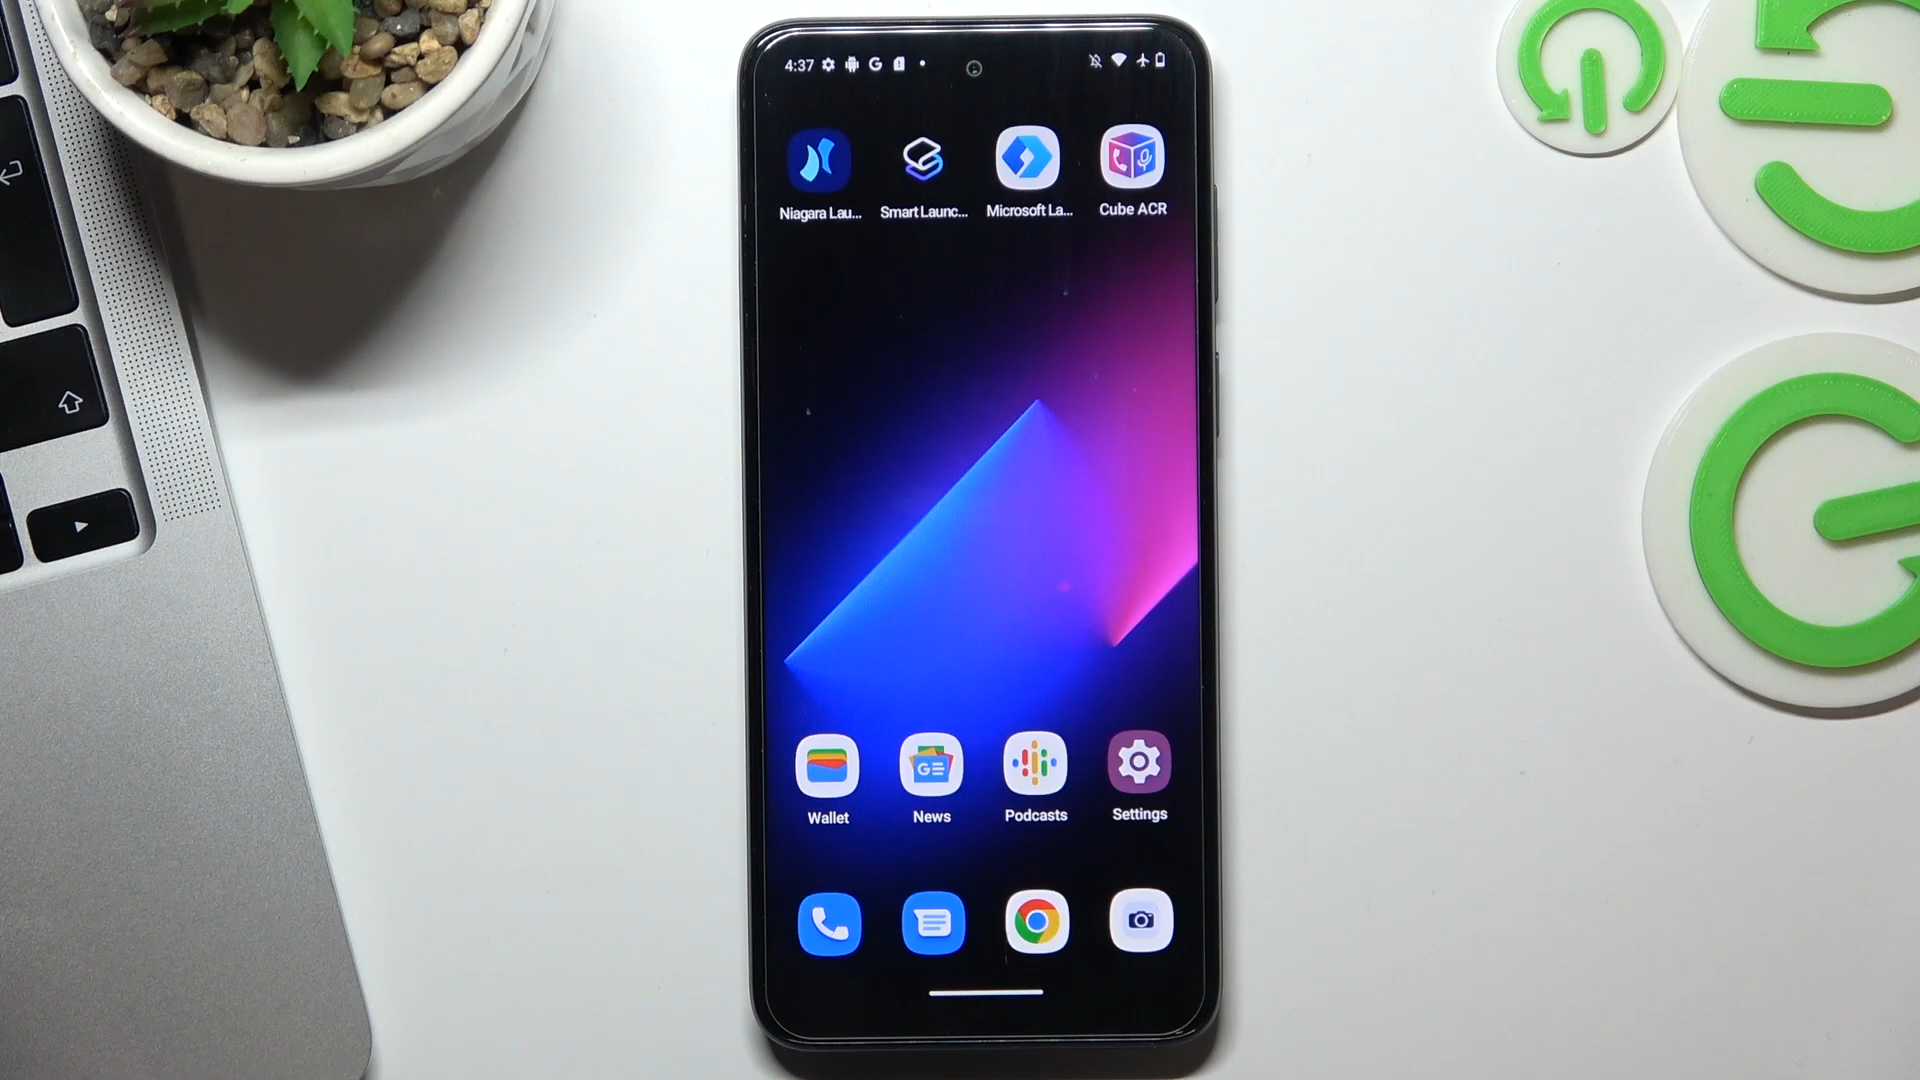 4:37
Niagara Lau... Smart Launc... Microsoft La... Cube ACR
Wallet News Podcasts Settings